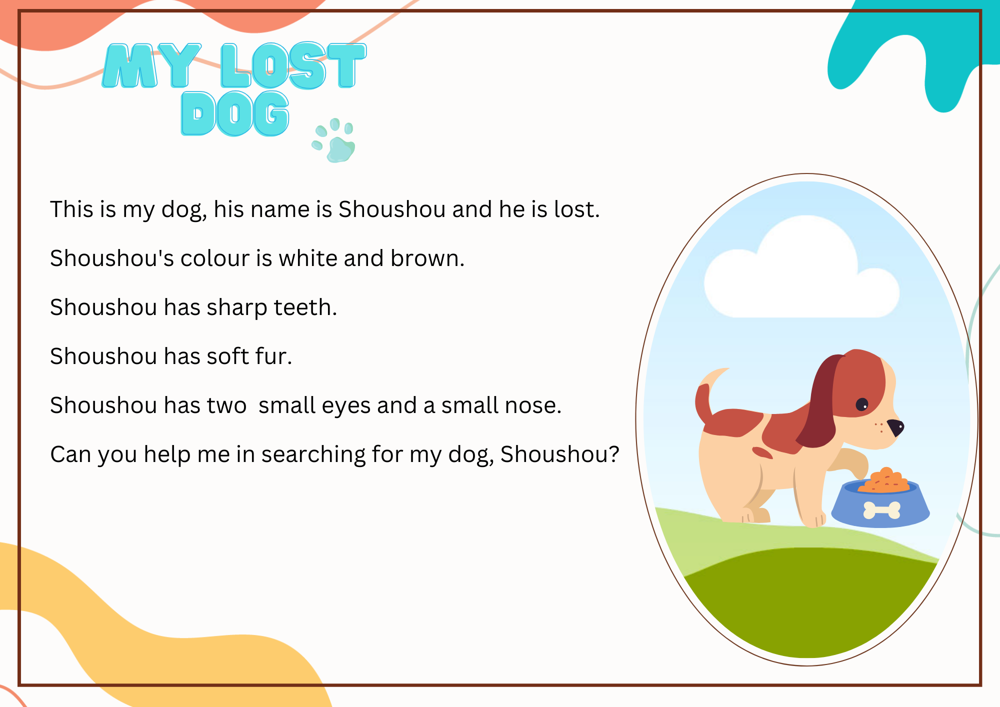 MY LOST
DOG
This is my dog, his name is Shoushou and he is lost.
Shoushou's colour is white and brown.
Shoushou has sharp teeth.
Shoushou has soft fur.
Shoushou has two  small eyes and a small nose.
Can you help me in searching for my dog, Shoushou?